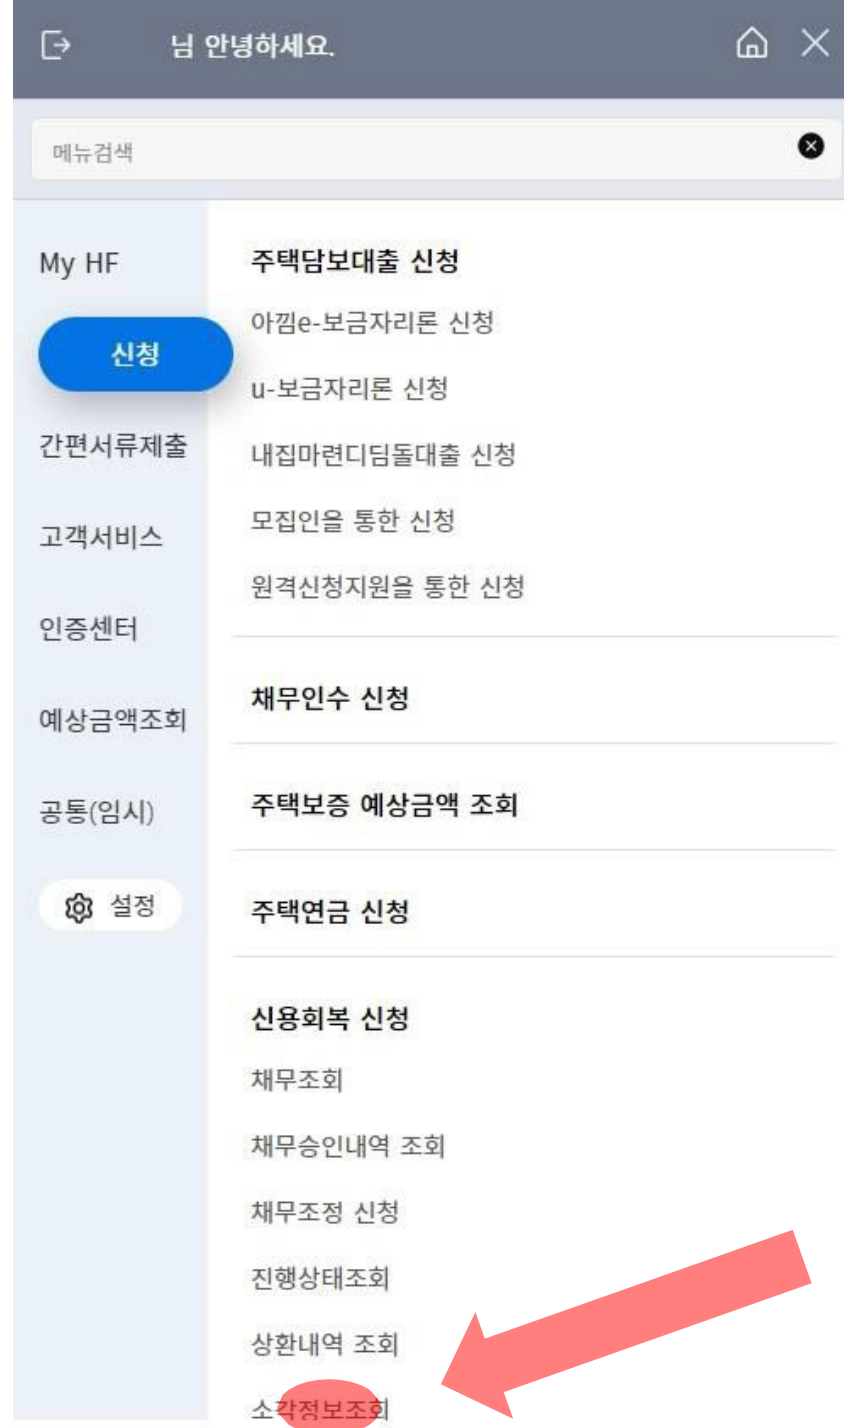 님 안녕하세요.
메뉴검색
My HF
신청
간편서류제출
고객서비스
인증센터
예상금액조회
공통(임시)
설정
주택담보대출 신청
아낌e-보금자리론 신청
u-보금자리론 신청
내집마련디딤돌대출 신청
모집인을 통한 신청
원격신청지원을 통한 신청
채무인수 신청
주택보증 예상금액 조회
주택연금 신청
신용회복 신청
채무조회
채무승인내역 조회
채무조정 신청
진행상태조회
상환내역 조회
소각정보조회